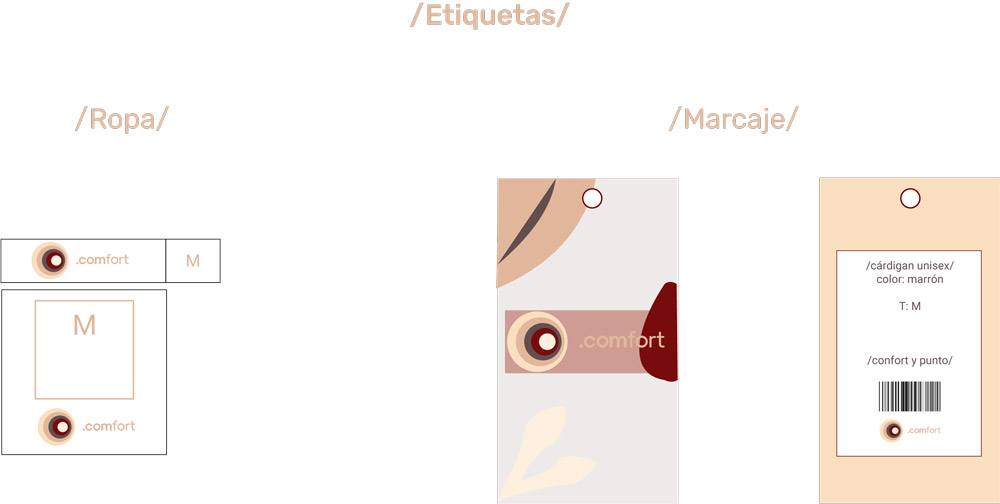 /Etiquetas/
/Ropa/
/Marcaje/
.comfort
M
M
.comfort
.comfort
/cárdigan unisex/
color: marrón
T: M
/confort y punto/
.comfort